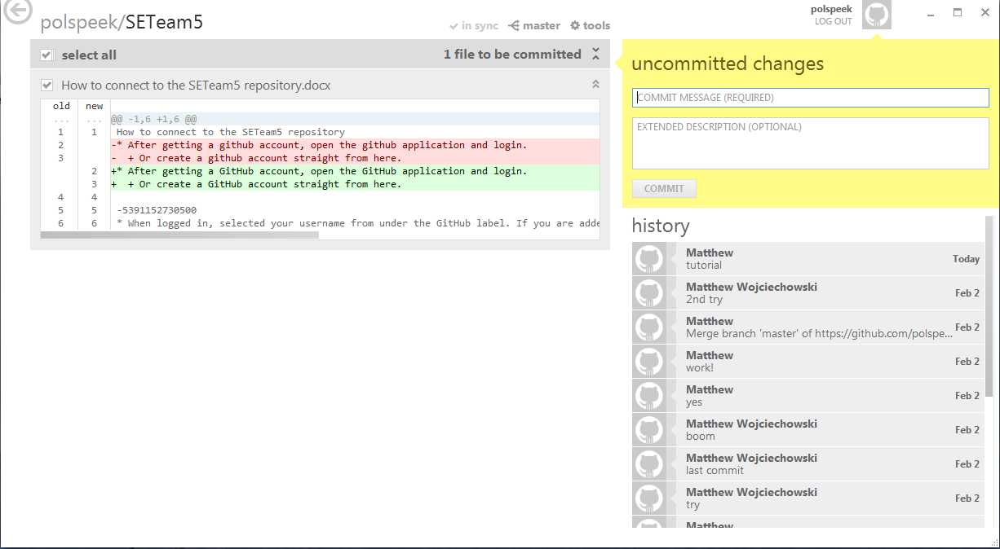 polspeek/SETeam5
in sync master tools
polspeek
LOG OUT
select all 1 file to be committed
How to connect to the SETeam5 repository.docx
old new
... ... @@ -1,6 +1,6 @@
1 1 How to connect to the SETeam5 repository
2 -* After getting a github account, open the github application and login.
3 - + Or create a github account straight from here.
2 +* After getting a GitHub account, open the GitHub application and login.
3 + + Or create a GitHub account straight from here.
4 4
5 5 -5391152730500
6 6 * When logged in, selected your username from under the GitHub label. If you are adde
uncommitted changes
COMMIT MESSAGE (REQUIRED)
EXTENDED DESCRIPTION (OPTIONAL)
COMMIT
history
Matthew
tutorial
Today
Matthew Wojciechowski
2nd try
Feb 2
Matthew
Merge branch 'master' of https://github.com/polspe...
Feb 2
Matthew
work!
Feb 2
Matthew
yes
Feb 2
Matthew Wojciechowski
boom
Feb 2
Matthew Wojciechowski
last commit
Feb 2
Matthew Wojciechowski
try
Feb 2
Matthew